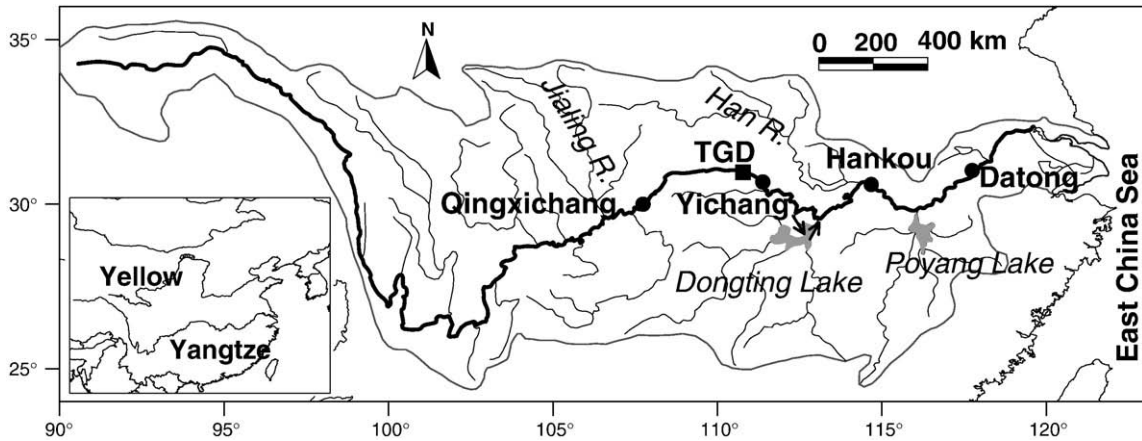 35°
30°
25°
90°
95°
100°
105°
110°
115°
120°
N
0 200 400 km
Jialing R.
Han R.
TGD
Hankou
Qingxichang
Yichang
Datong
Dongting Lake
Poyang Lake
East China Sea
Yellow
Yangtze